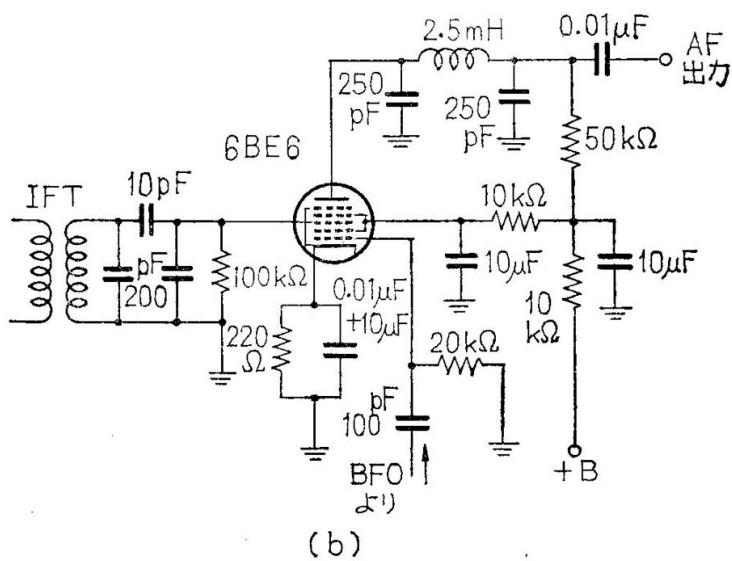 2.5mH
0.01μF
AF
出力
250
pF
250
pF
50kΩ
6BE6
IFT
10pF
10kΩ
pF
200
100kΩ
10μF
10μF
0.01μF
+10μF
220
Ω
20kΩ
10
kΩ
pF
100
BFO
より
+B
(b)